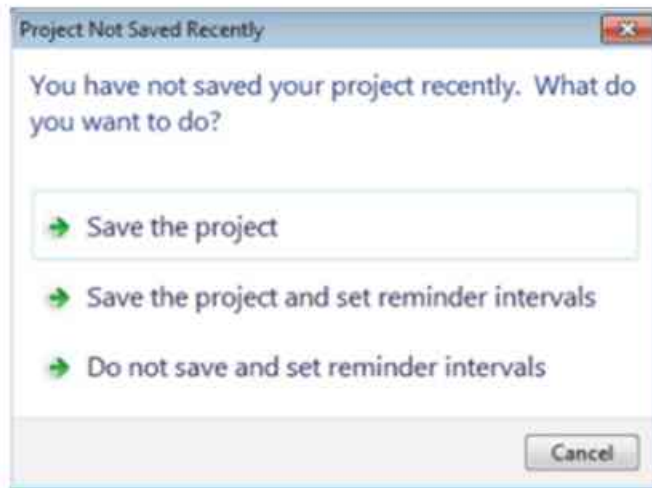 Project Not Saved Recently
You have not saved your project recently. What do
you want to do?
Save the project
Save the project and set reminder intervals
Do not save and set reminder intervals
Cancel